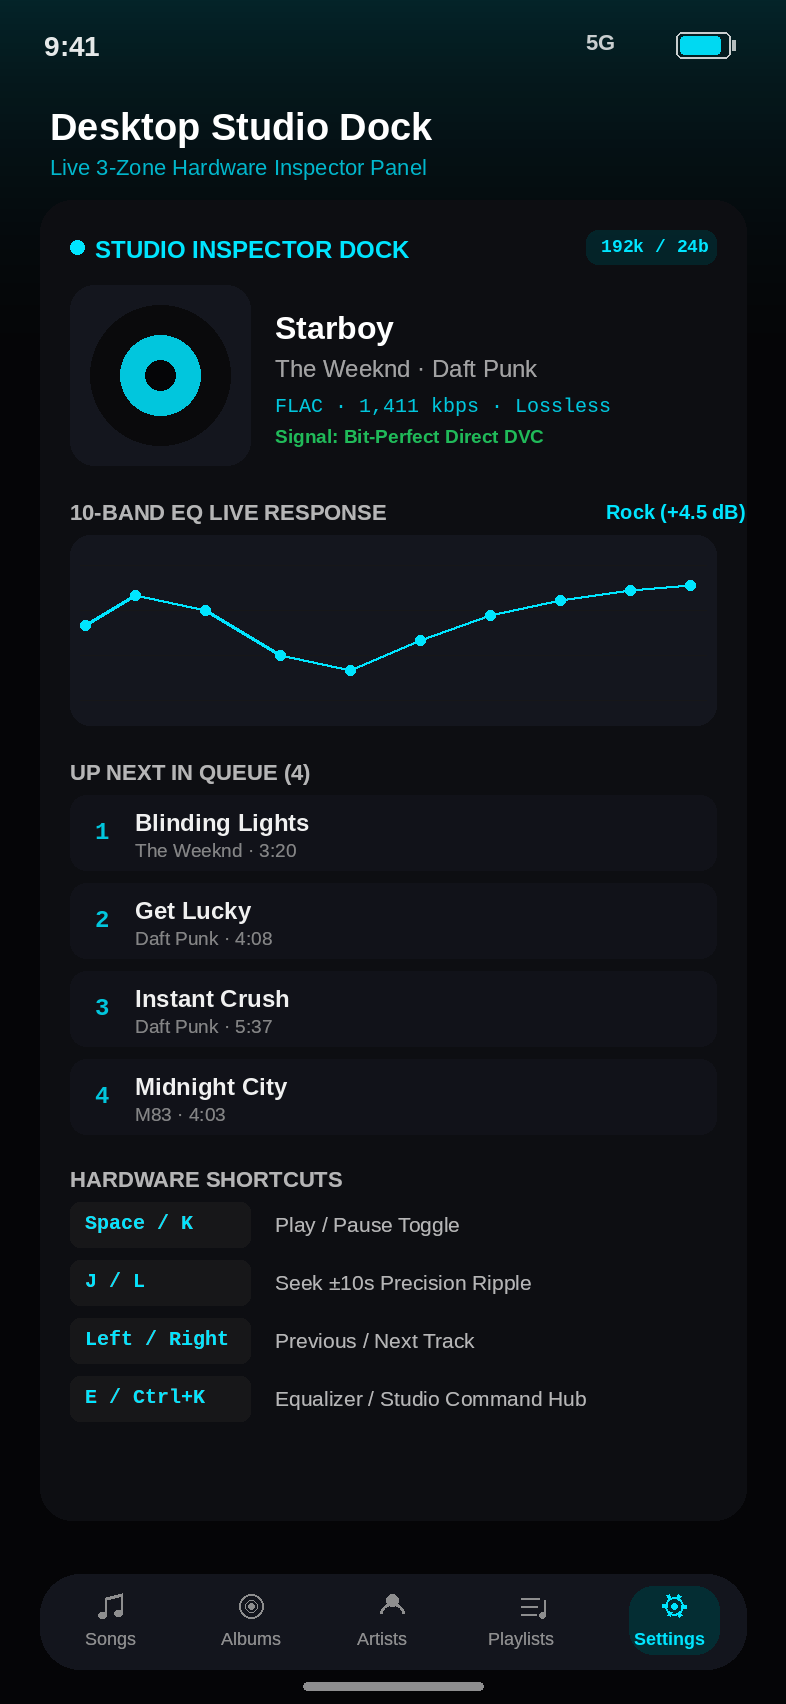 9:41
5G
Desktop Studio Dock
Live 3-Zone Hardware Inspector Panel
STUDIO INSPECTOR DOCK
192k / 24b
Starboy
The Weeknd · Daft Punk
FLAC · 1,411 kbps · Lossless
Signal: Bit-Perfect Direct DVC
10-BAND EQ LIVE RESPONSE
Rock (+4.5 dB)
UP NEXT IN QUEUE (4)
1
Blinding Lights
The Weeknd · 3:20
2
Get Lucky
Daft Punk · 4:08
3
Instant Crush
Daft Punk · 5:37
4
Midnight City
M83 · 4:03
HARDWARE SHORTCUTS
Space / K
Play / Pause Toggle
J / L
Seek ±10s Precision Ripple
Left / Right
Previous / Next Track
E / Ctrl+K
Equalizer / Studio Command Hub
Songs
Albums
Artists
Playlists
Settings